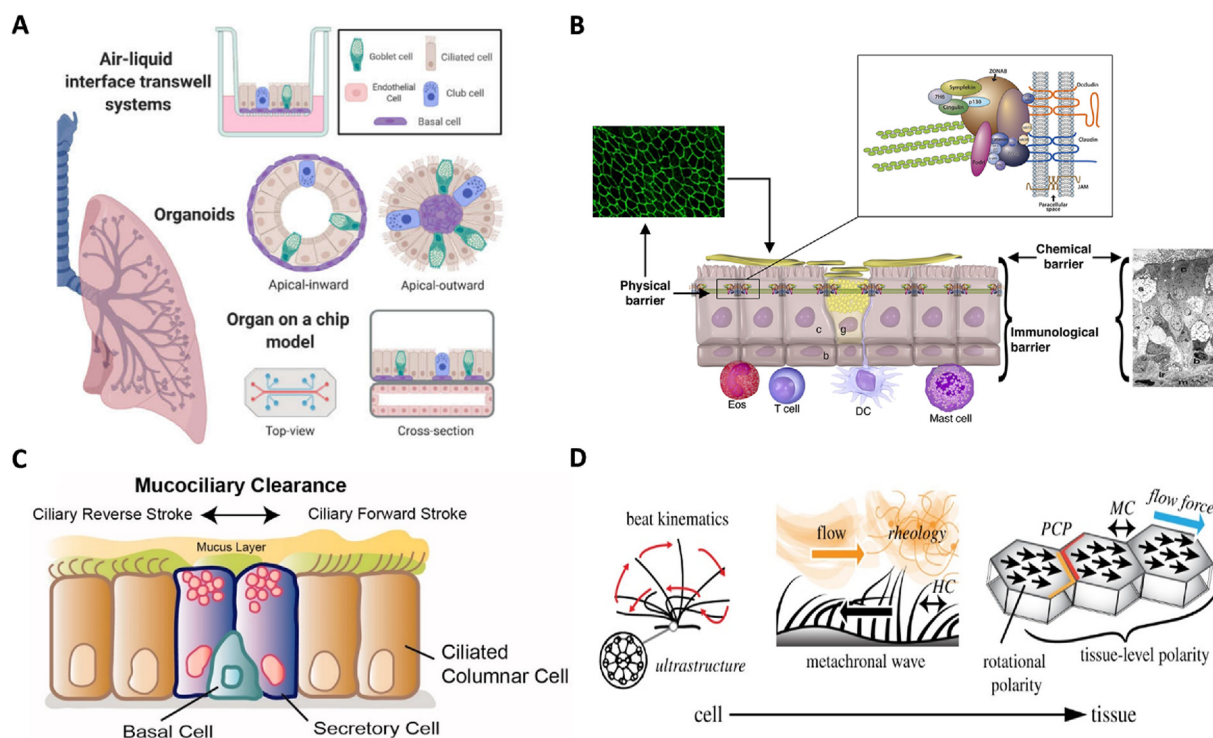 A
Air-liquid
interface transwell
systems
Goblet cell
Ciliated cell
Endothelial
Cell
Club cell
Basal cell
Organoids
Apical-inward
Apical-outward
Organ on a chip
model
Top-view
Cross-section
B
ZONAB
Symplekin
7H6
Cingulin
p130
Occludin
Claudin
JAM
Paracellular
space
Physical
barrier
Chemical
barrier
Immunological
barrier
c
g
b
Eos
T cell
DC
Mast cell
C
Mucociliary Clearance
Ciliary Reverse Stroke
Ciliary Forward Stroke
Mucus Layer
Ciliated
Columnar Cell
Basal Cell
Secretory Cell
D
beat kinematics
ultrastructure
flow
rheology
HC
metachronal wave
PCP
MC
flow force
rotational
polarity
tissue-level polarity
cell
tissue